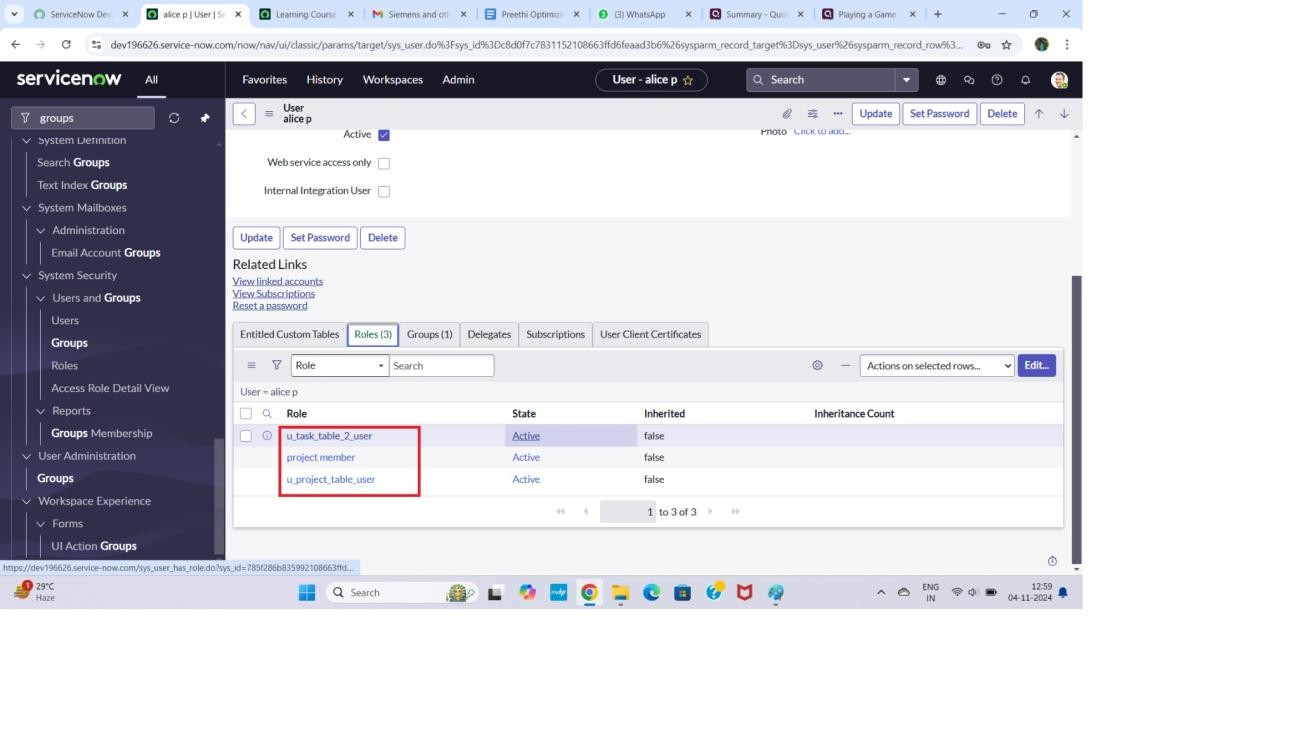 ServiceNow Dev
alice p | User | Se
Learning Course
Siemens and oth
Preethi Optimizi
(3) WhatsApp
Summary - Quiz
Playing a Game
dev196626.service-now.com/now/nav/ui/classic/params/target/sys_user.do%3Fsys_id%3Dc8d0f7c7831152108663ffd6feaad3b6%26sysparm_record_target%3Dsys_user%26sysparm_record_row%3...
servicenow
All
Favorites
History
Workspaces
Admin
User - alice p
Search
groups
User
alice p
Update
Set Password
Delete
System Definition
Search Groups
Text Index Groups
System Mailboxes
Administration
Email Account Groups
System Security
Users and Groups
Users
Groups
Roles
Access Role Detail View
Reports
Groups Membership
User Administration
Groups
Workspace Experience
Forms
UI Action Groups
Active
Photo Click to add...
Web service access only
Internal Integration User
Update
Set Password
Delete
Related Links
View linked accounts
View Subscriptions
Reset a password
Entitled Custom Tables
Roles (3)
Groups (1)
Delegates
Subscriptions
User Client Certificates
Role
Search
Actions on selected rows...
Edit...
User = alice p
Role State Inherited Inheritance Count
u_task_table_2_user Active false
project member Active false
u_project_table_user Active false
1 to 3 of 3
https://dev196626.service-now.com/sys_user_has_role.do?sys_id=785f286b835992108663ffd...
1
29°C
Haze
Search
ENG
IN
12:59
04-11-2024